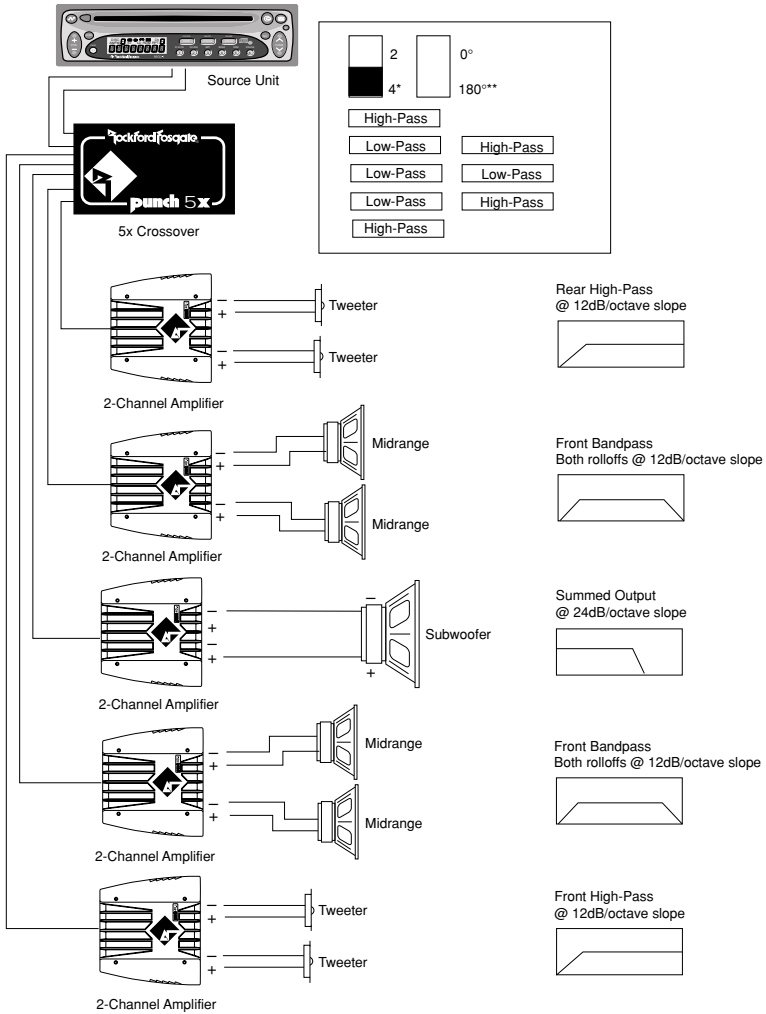 Source Unit
2 0°
4* 180°**
High-Pass
Low-Pass High-Pass
Low-Pass Low-Pass
Low-Pass High-Pass
High-Pass
Rockford Fosgate
punch 5x
5x Crossover
− Tweeter
+
− Tweeter
+
2-Channel Amplifier
Rear High-Pass
@ 12dB/octave slope
− Midrange
+
− Midrange
+
2-Channel Amplifier
Front Bandpass
Both rolloffs @ 12dB/octave slope
− −
+ Subwoofer
−
+ +
2-Channel Amplifier
Summed Output
@ 24dB/octave slope
− Midrange
+
− Midrange
+
2-Channel Amplifier
Front Bandpass
Both rolloffs @ 12dB/octave slope
− Tweeter
+
− Tweeter
+
2-Channel Amplifier
Front High-Pass
@ 12dB/octave slope